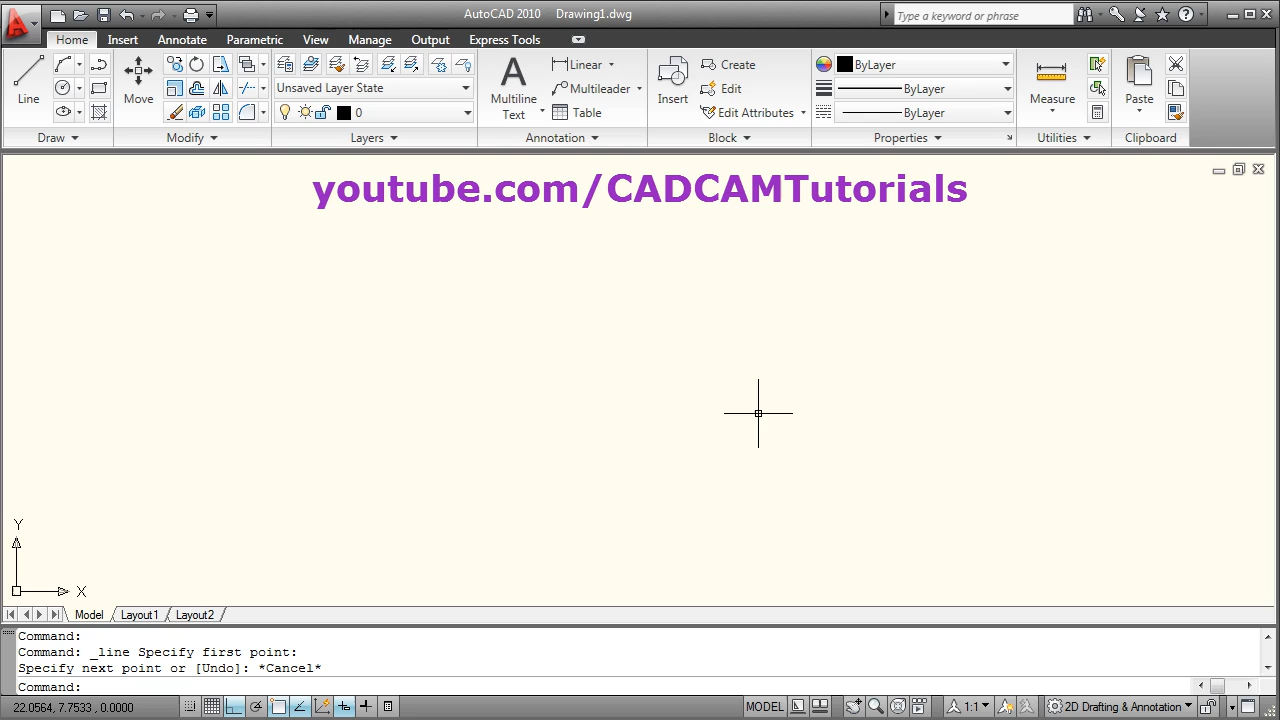 AutoCAD 2010 Drawing1.dwg
Type a keyword or phrase
Home Insert Annotate Parametric View Manage Output Express Tools
Line
Move
Unsaved Layer State
0
A
Multiline
Text
Linear
Multileader
Table
Insert
Create
Edit
Edit Attributes
ByLayer
ByLayer
ByLayer
Measure
Paste
Draw Modify Layers Annotation Block Properties Utilities Clipboard
youtube.com/CADCAMTutorials
Y
X
Model Layout1 Layout2
Command:
Command: _line Specify first point:
Specify next point or [Undo]: *Cancel*
Command:
22.0564, 7.7533 , 0.0000 MODEL 1:1 2D Drafting & Annotation